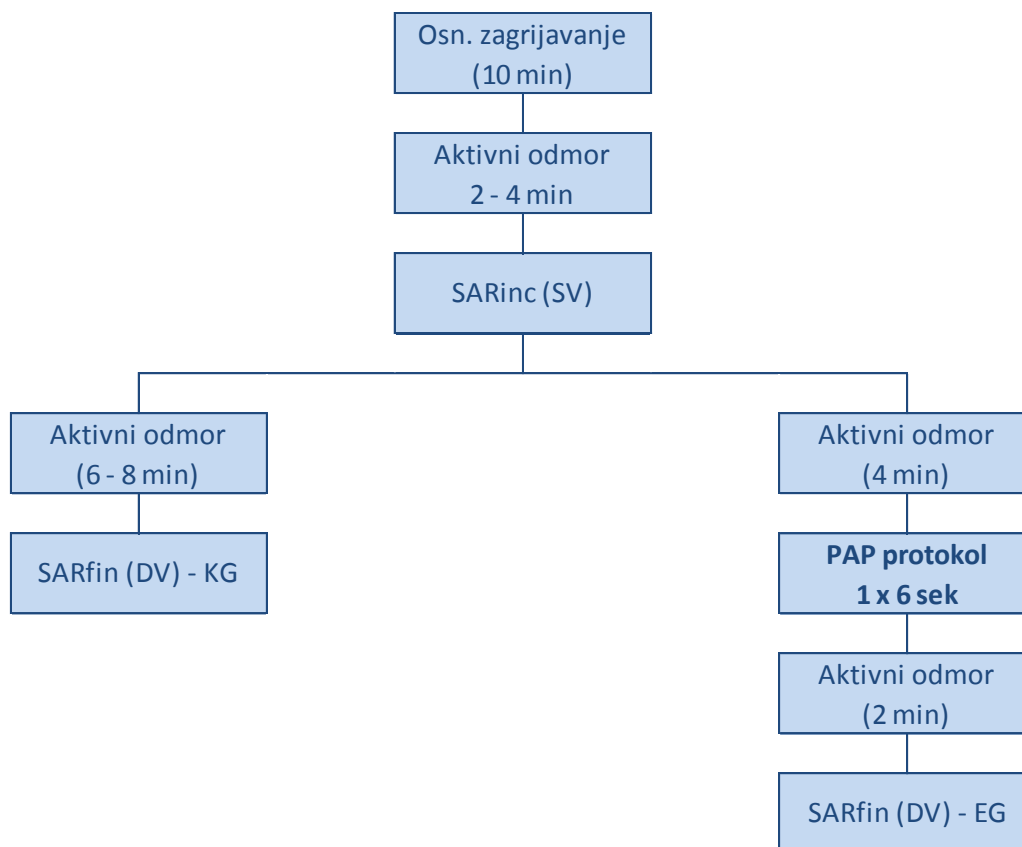 Osn. zagrijavanje
(10 min)
Aktivni odmor
2 - 4 min
SARinc (SV)
Aktivni odmor
(6 - 8 min)
SARfin (DV) - KG
Aktivni odmor
(4 min)
PAP protokol
1 x 6 sek
Aktivni odmor
(2 min)
SARfin (DV) - EG